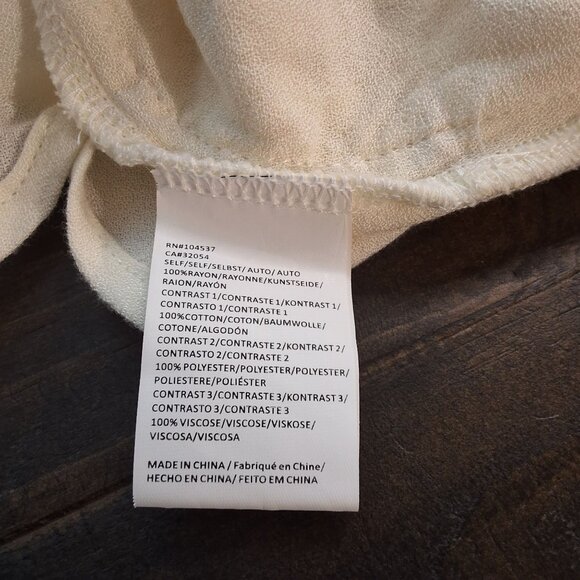 RN#104537
CA#32054
SELF/SELF/SELBST/ AUTO/ AUTO
100%RAYON/RAYONNE/KUNSTSEIDE/
RAION/RAYÓN
CONTRAST 1/CONTRASTE 1/KONTRAST 1/
CONTRASTO 1/CONTRASTE 1
100%COTTON/COTON/BAUMWOLLE/
COTONE/ALGODÓN
CONTRAST 2/CONTRASTE 2/KONTRAST 2/
CONTRASTO 2/CONTRASTE 2
100% POLYESTER/POLYESTER/POLYESTER/
POLIESTERE/POLIÉSTER
CONTRAST 3/CONTRASTE 3/KONTRAST 3/
CONTRASTO 3/CONTRASTE 3
100% VISCOSE/VISCOSE/VISKOSE/
VISCOSA/VISCOSA
MADE IN CHINA / Fabriqué en Chine/
HECHO EN CHINA/ FEITO EM CHINA